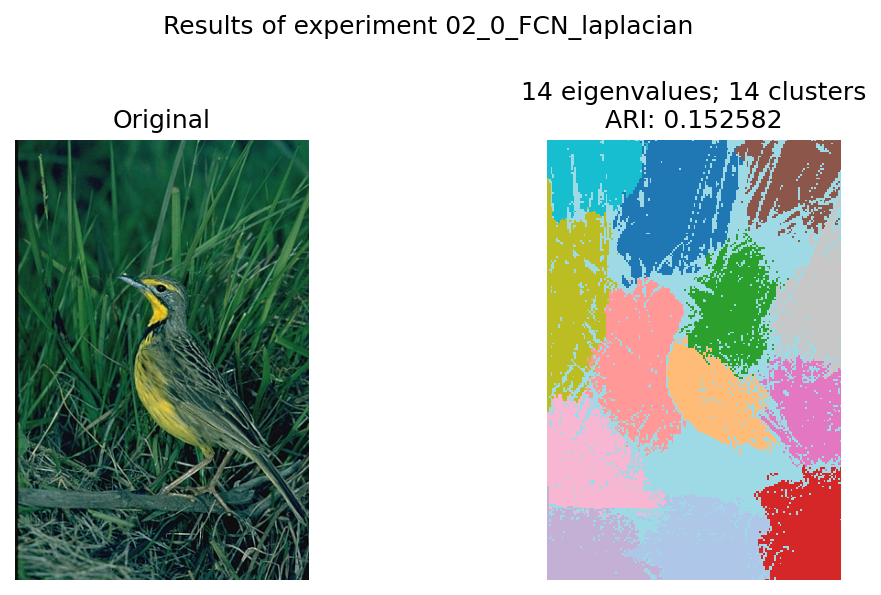 Results of experiment 02_0_FCN_laplacian
Original
14 eigenvalues; 14 clusters
ARI: 0.152582